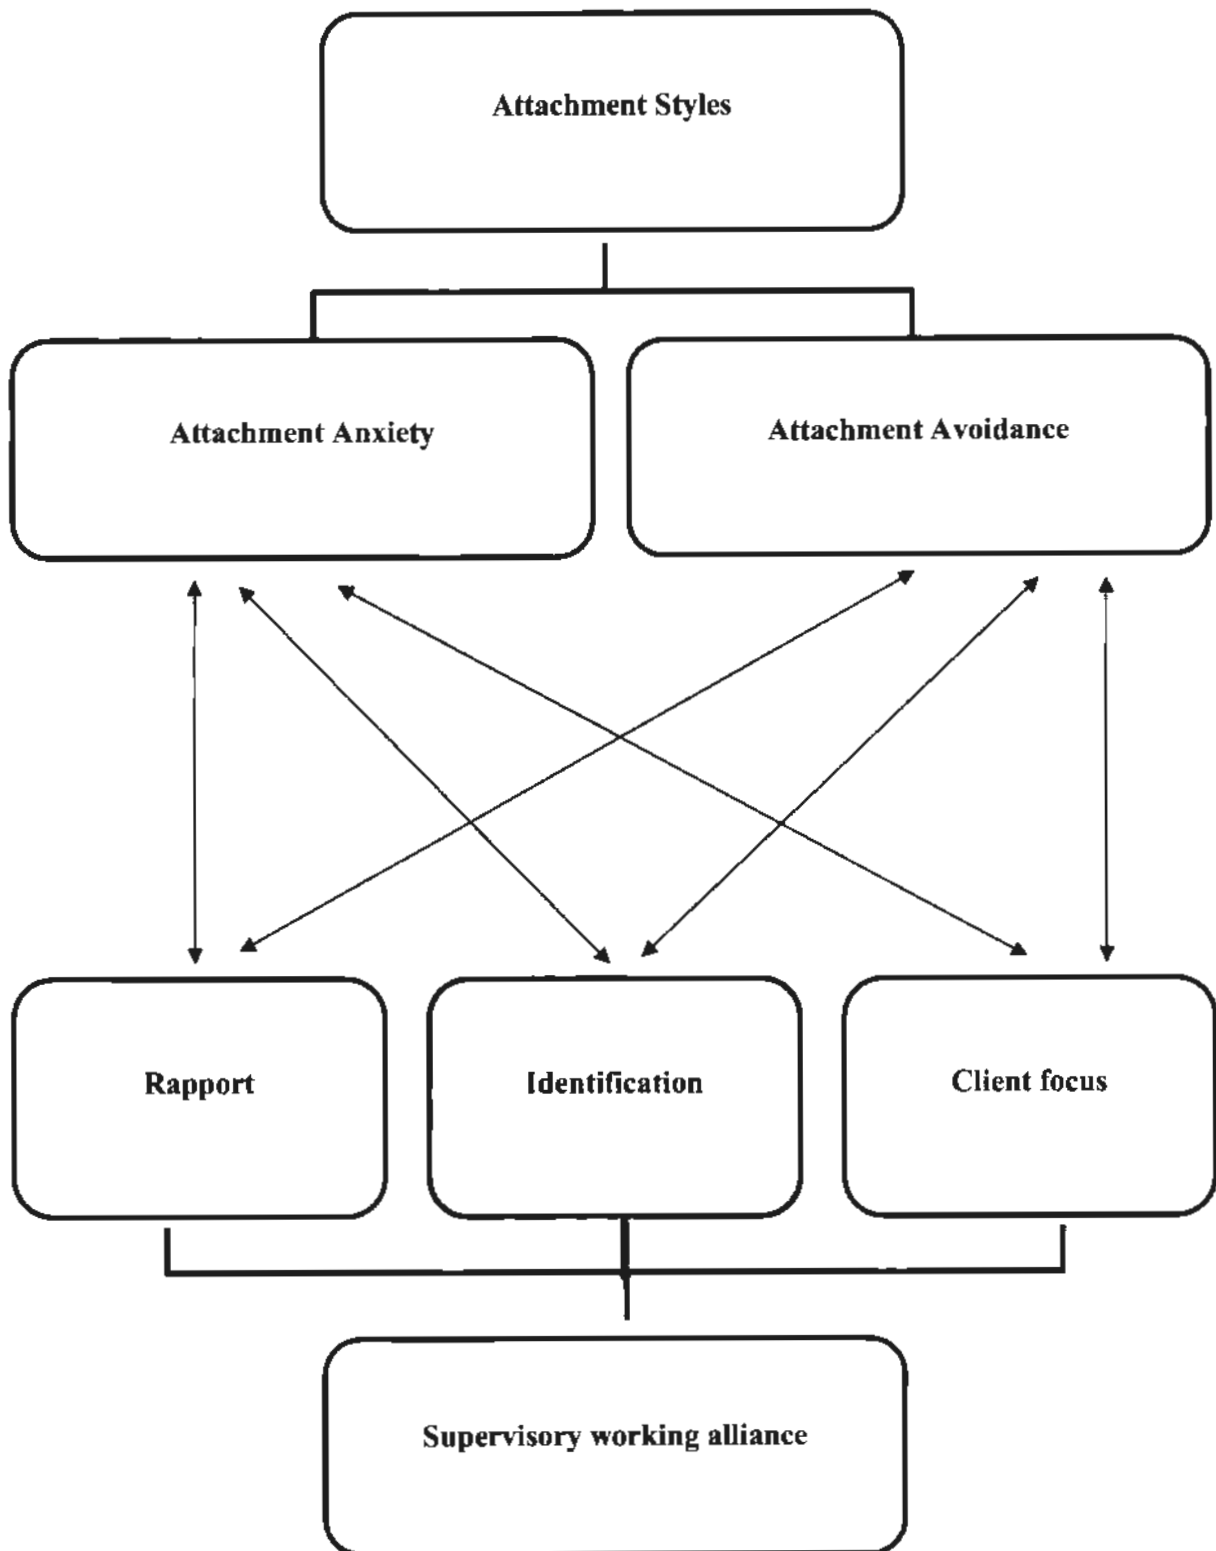 Attachment Styles
Attachment Anxiety
Attachment Avoidance
Rapport
Identification
Client focus
Supervisory working alliance